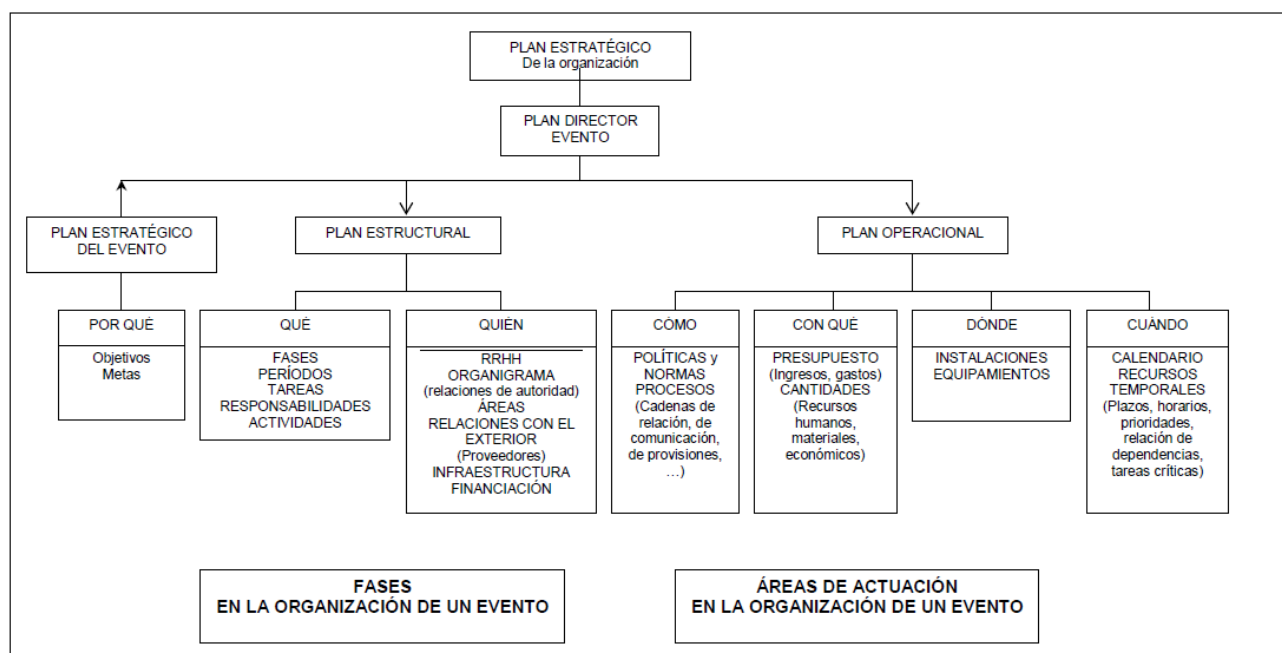 PLAN ESTRATÉGICO
De la organización
PLAN DIRECTOR
EVENTO
PLAN ESTRATÉGICO
DEL EVENTO
PLAN ESTRUCTURAL
PLAN OPERACIONAL
POR QUÉ
Objetivos
Metas
QUÉ
FASES
PERÍODOS
TAREAS
RESPONSABILIDADES
ACTIVIDADES
QUIÉN
RRHH
ORGANIGRAMA
(relaciones de autoridad)
ÁREAS
RELACIONES CON EL
EXTERIOR
(Proveedores)
INFRAESTRUCTURA
FINANCIACIÓN
CÓMO
POLÍTICAS y
NORMAS
PROCESOS
(Cadenas de
relación, de
comunicación,
de provisiones,
…)
CON QUÉ
PRESUPUESTO
(Ingresos, gastos)
CANTIDADES
(Recursos
humanos,
materiales,
económicos)
DÓNDE
INSTALACIONES
EQUIPAMIENTOS
CUÁNDO
CALENDARIO
RECURSOS
TEMPORALES
(Plazos, horarios,
prioridades,
relación de
dependencias,
tareas críticas)
FASES
EN LA ORGANIZACIÓN DE UN EVENTO
ÁREAS DE ACTUACIÓN
EN LA ORGANIZACIÓN DE UN EVENTO